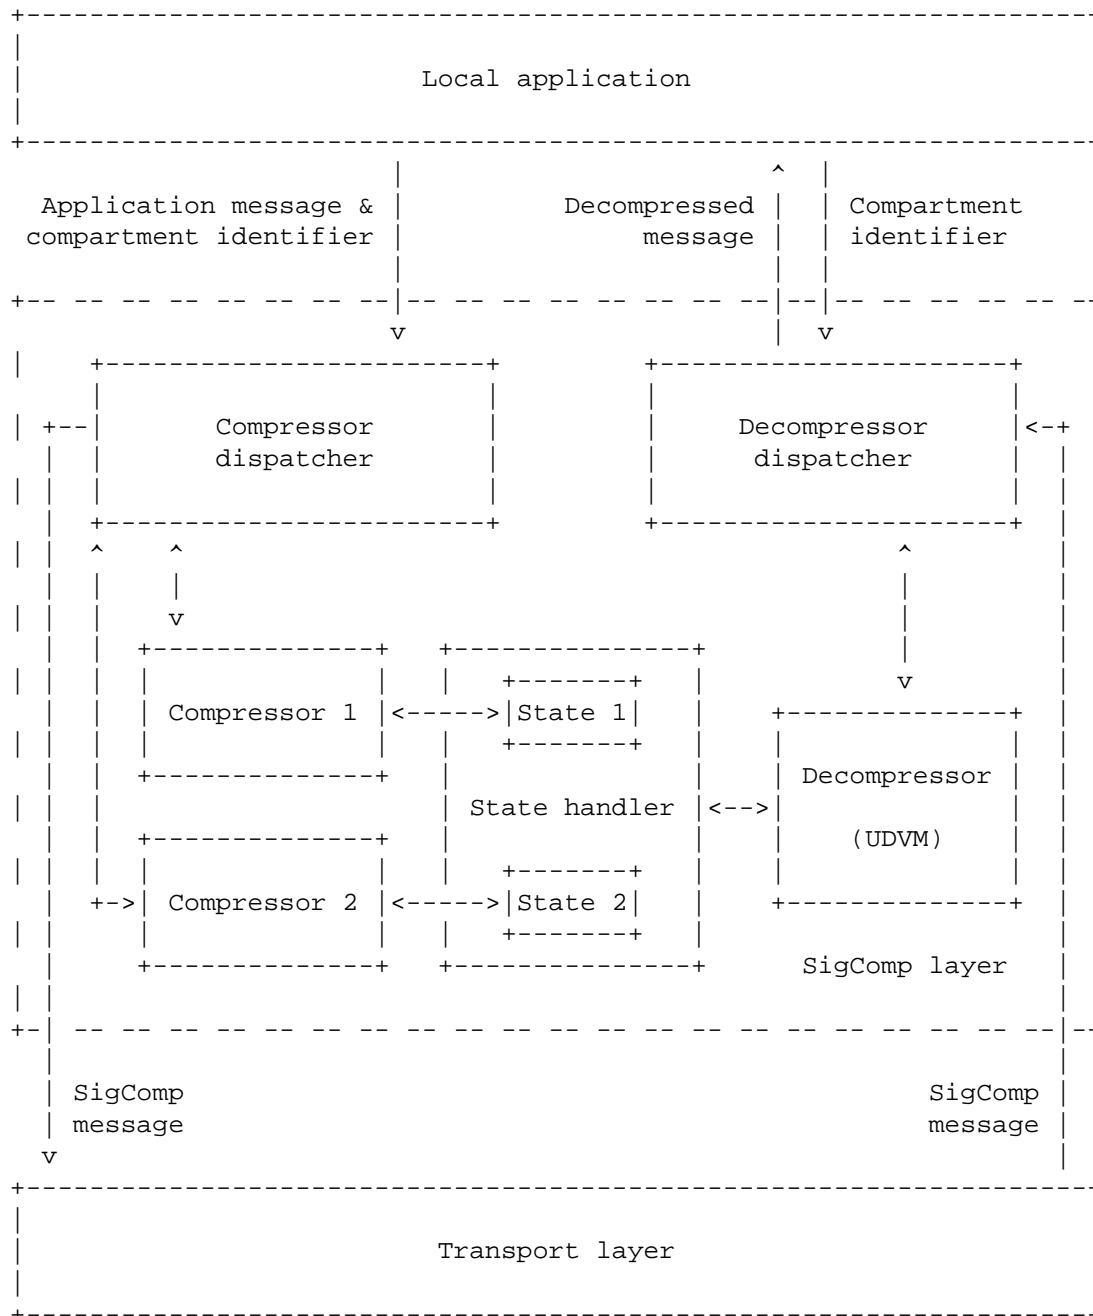 Local application
Application message & Decompressed Compartment
compartment identifier message identifier
Compressor Decompressor
dispatcher dispatcher
State 1
Compressor 1
Decompressor
State handler
(UDVM)
Compressor 2 State 2
SigComp layer
SigComp SigComp
message message
Transport layer